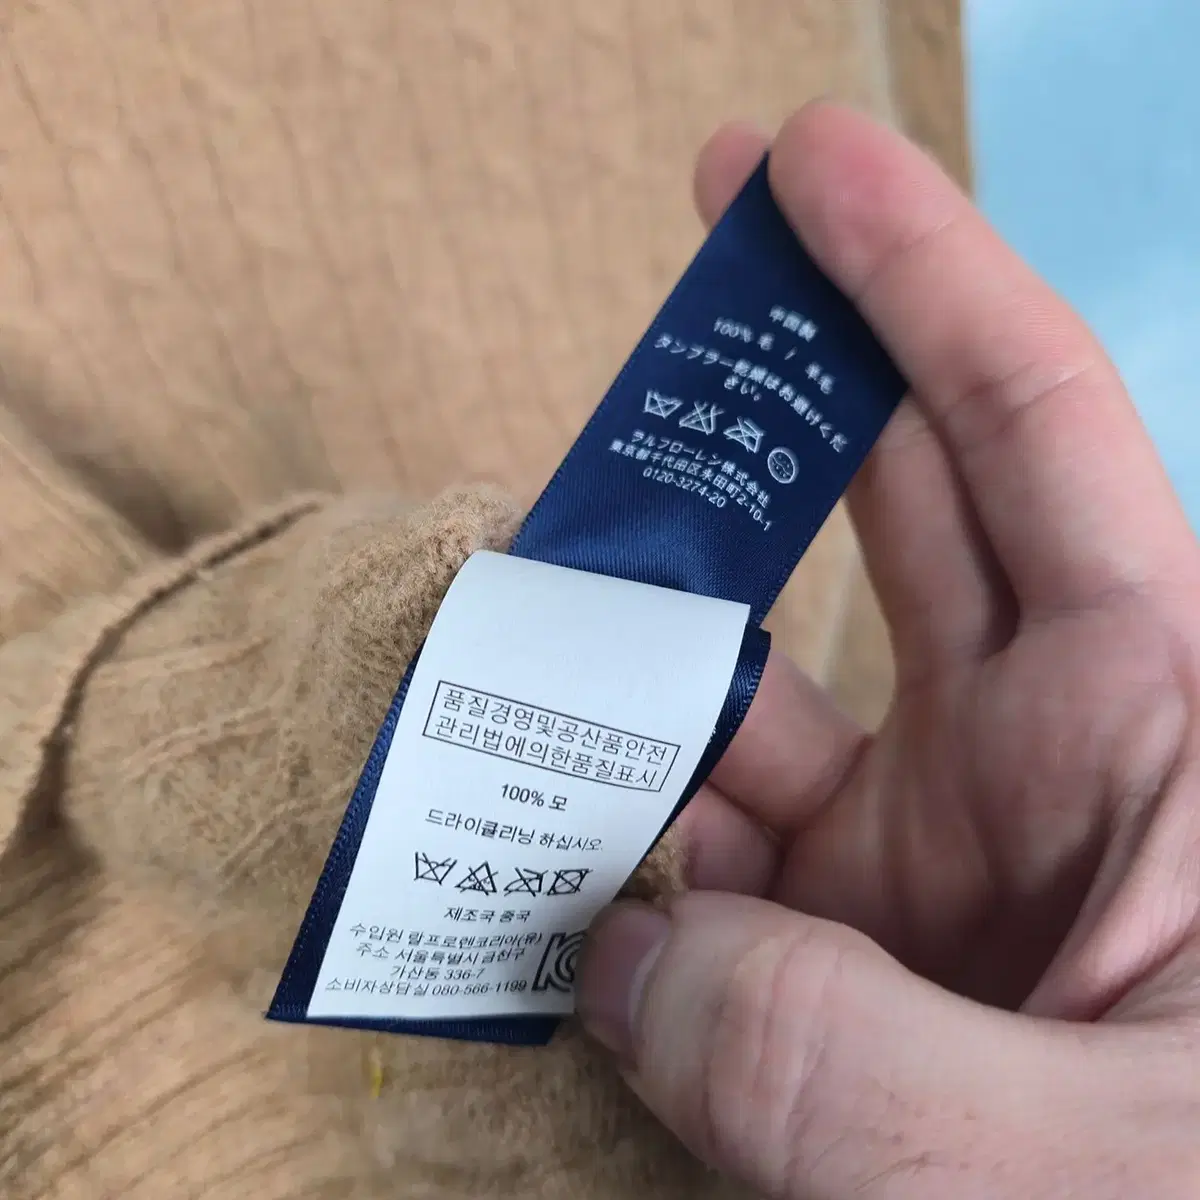 中国製
100% 毛 / 羊毛
タンブラー乾燥はお避けくだ
さい。
ラルフローレン株式会社
東京都千代田区永田町2-10-1
0120-3274-20
품질경영및공산품안전
관리법에의한품질표시
100% 모
드라이클리닝 하십시오.
제조국 중국
수입원 랄프로렌코리아(유)
주소 서울특별시 금천구
가산동 336-7
소비자상담실 080-566-1199